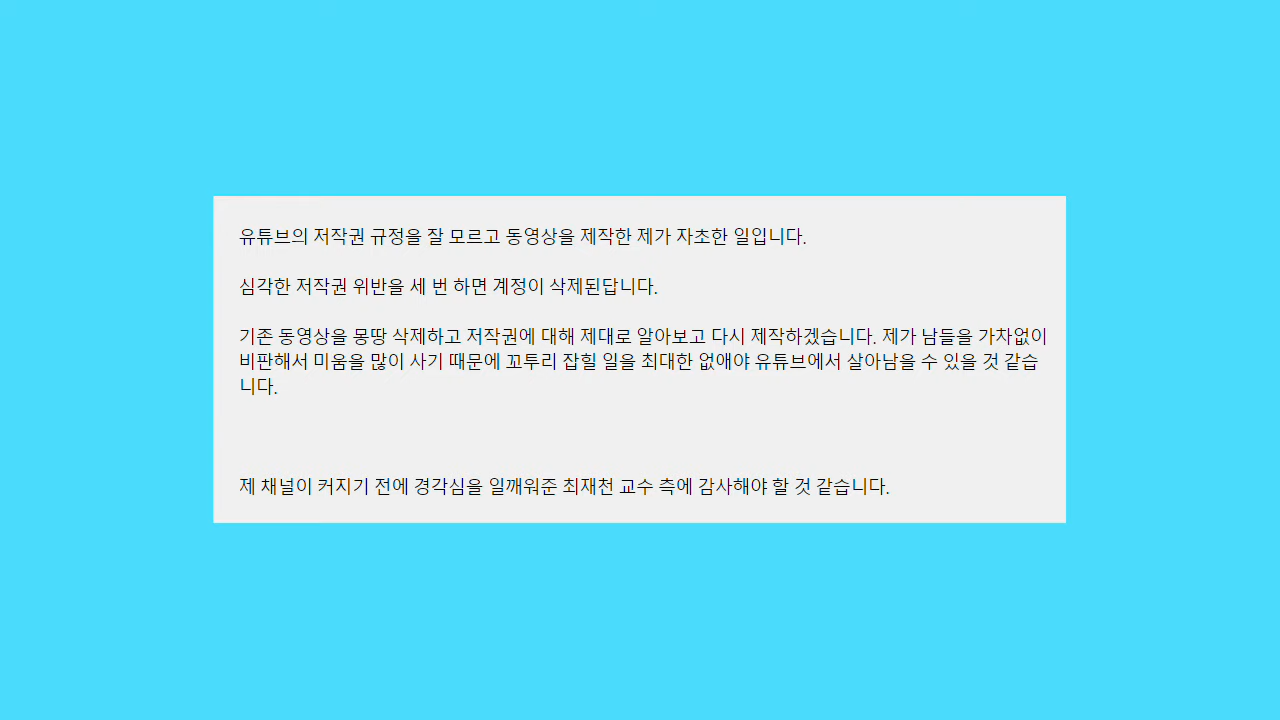 유튜브의 저작권 규정을 잘 모르고 동영상을 제작한 제가 자초한 일입니다.
심각한 저작권 위반을 세 번 하면 계정이 삭제된답니다.
기존 동영상을 몽땅 삭제하고 저작권에 대해 제대로 알아보고 다시 제작하겠습니다. 제가 남들을 가차없이
비판해서 미움을 많이 사기 때문에 꼬투리 잡힐 일을 최대한 없애야 유튜브에서 살아남을 수 있을 것 같습
니다.
제 채널이 커지기 전에 경각심을 일깨워준 최재천 교수 측에 감사해야 할 것 같습니다.